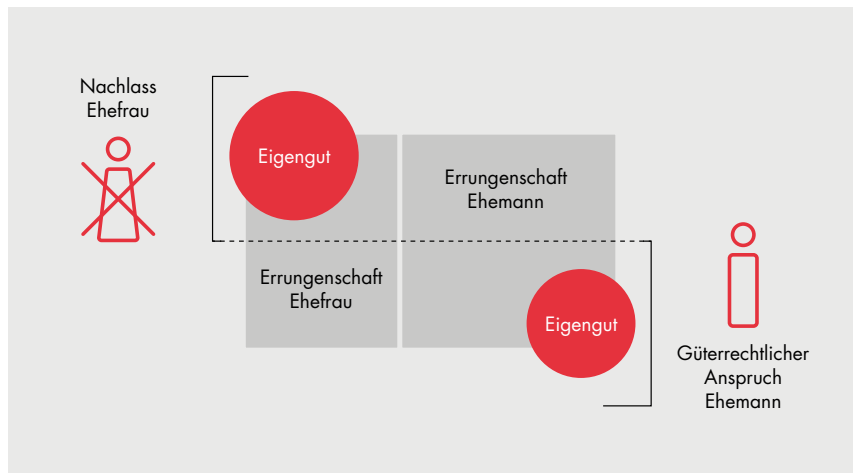 Nachlass
Ehefrau
Eigengut
Errungenschaft
Ehemann
Errungenschaft
Ehefrau
Eigengut
Güterrechtlicher
Anspruch
Ehemann